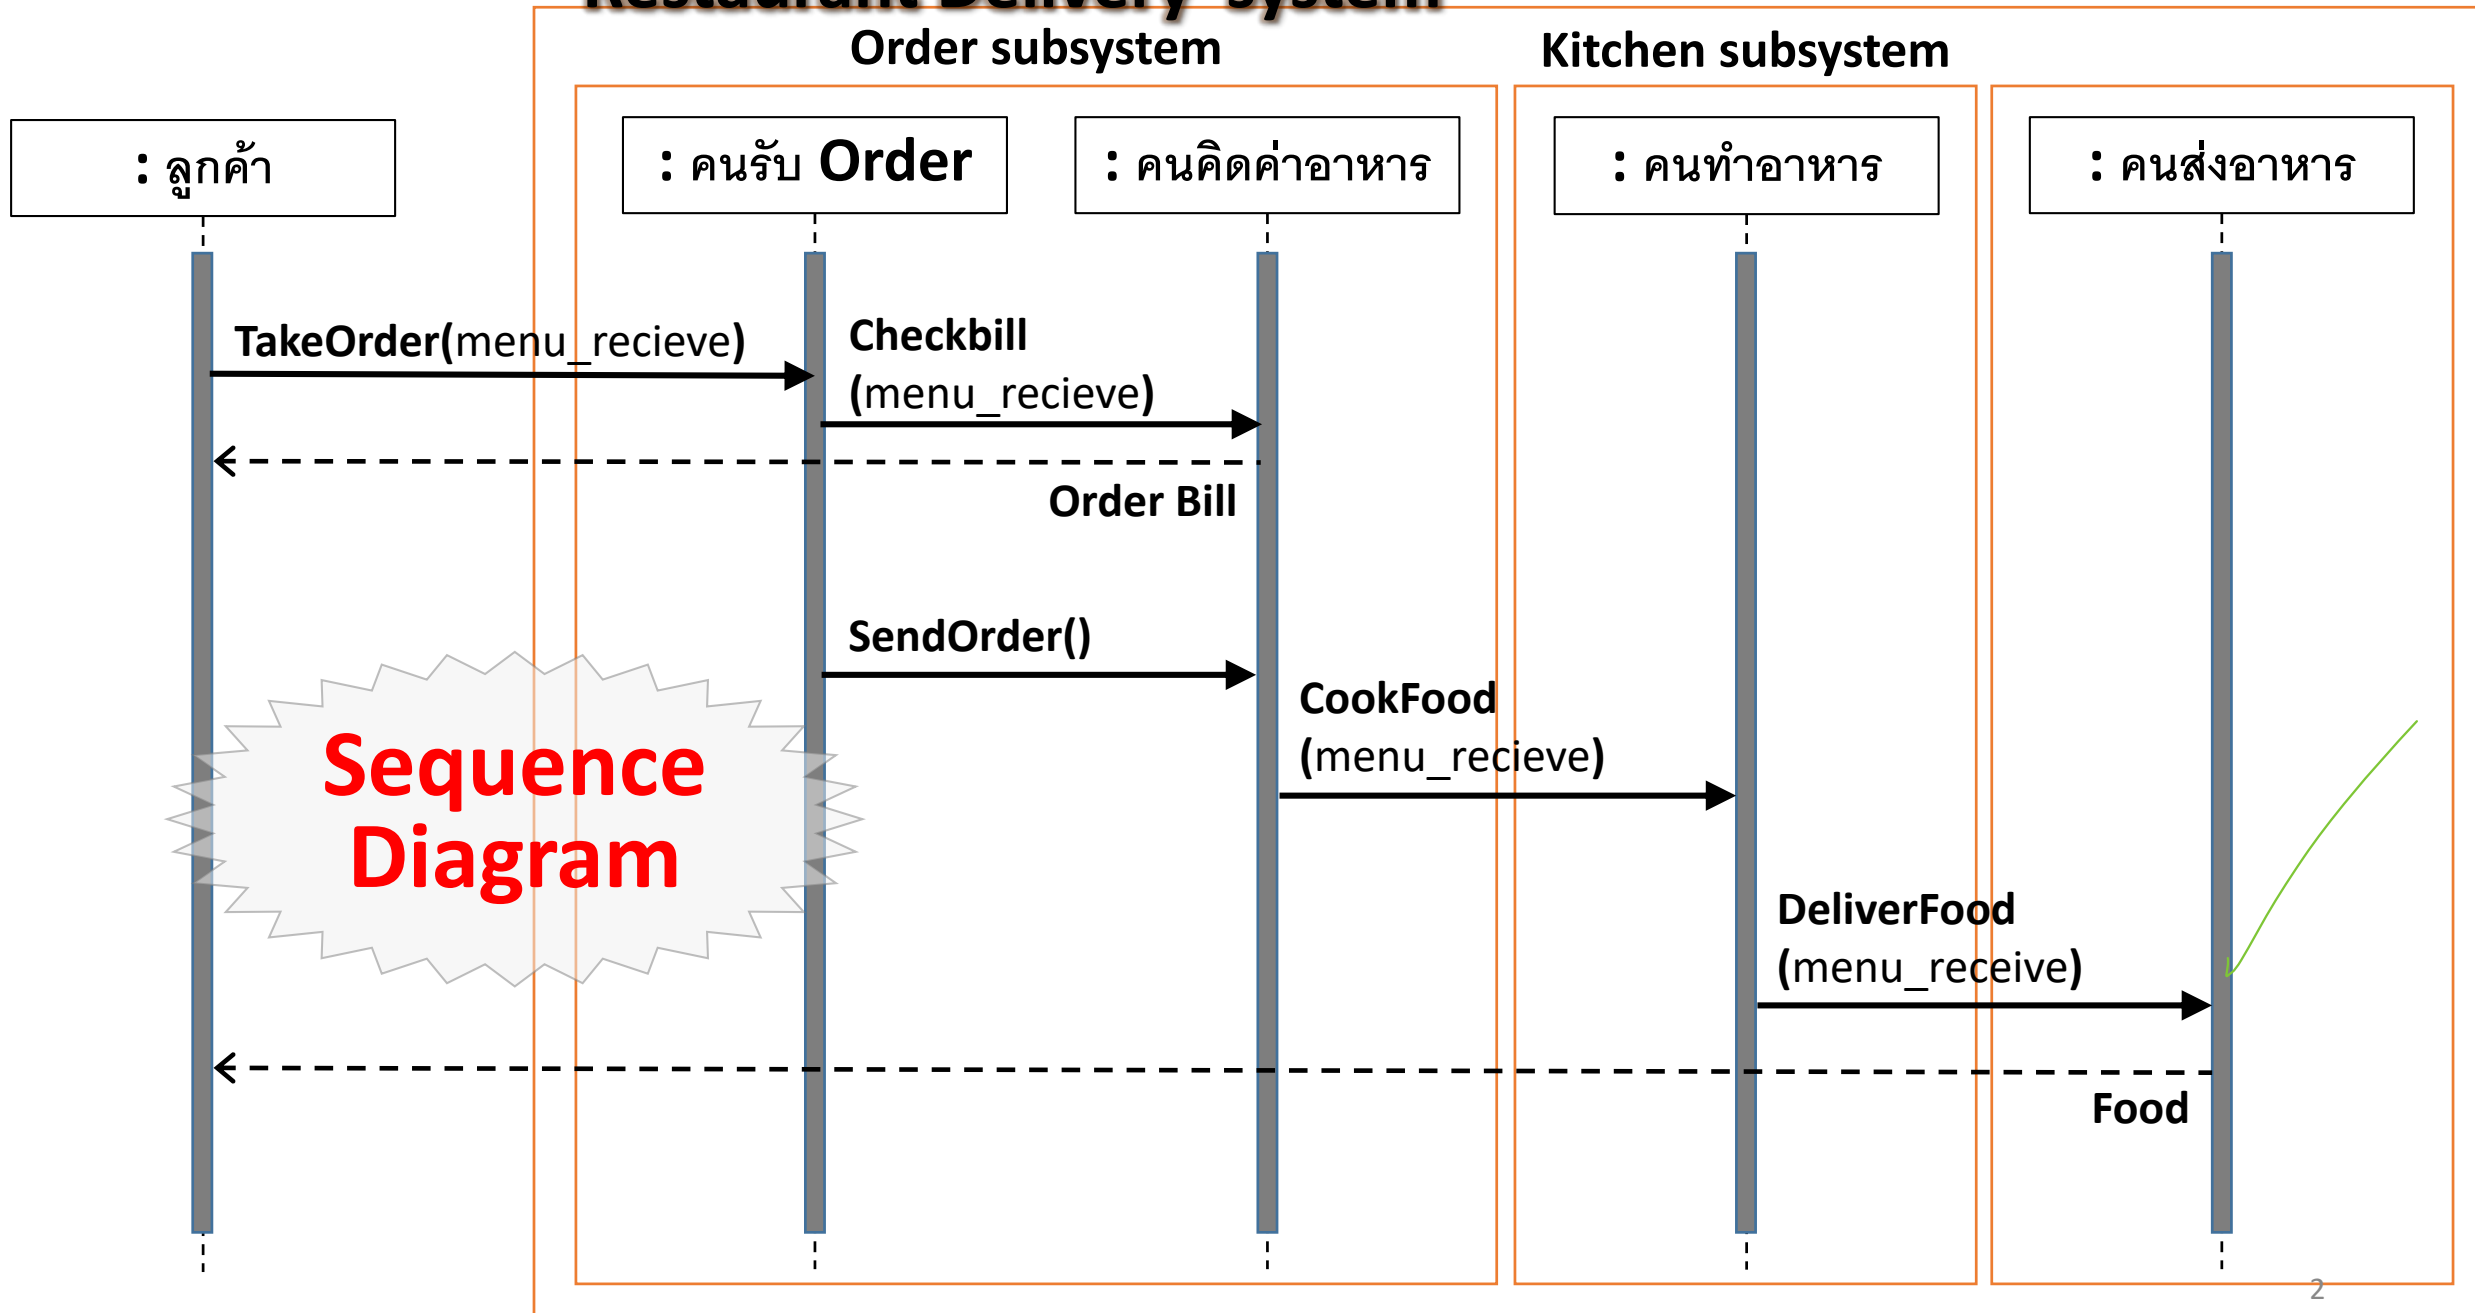 Restaurant Delivery system
Order subsystem
Kitchen subsystem
: ลูกค้า
: คนรับ Order
: คนคิดค่าอาหาร
: คนทำอาหาร
: คนส่งอาหาร
TakeOrder(menu_recieve)
Checkbill
(menu_recieve)
Order Bill
SendOrder()
CookFood
(menu_recieve)
Sequence
Diagram
DeliverFood
(menu_receive)
Food
2